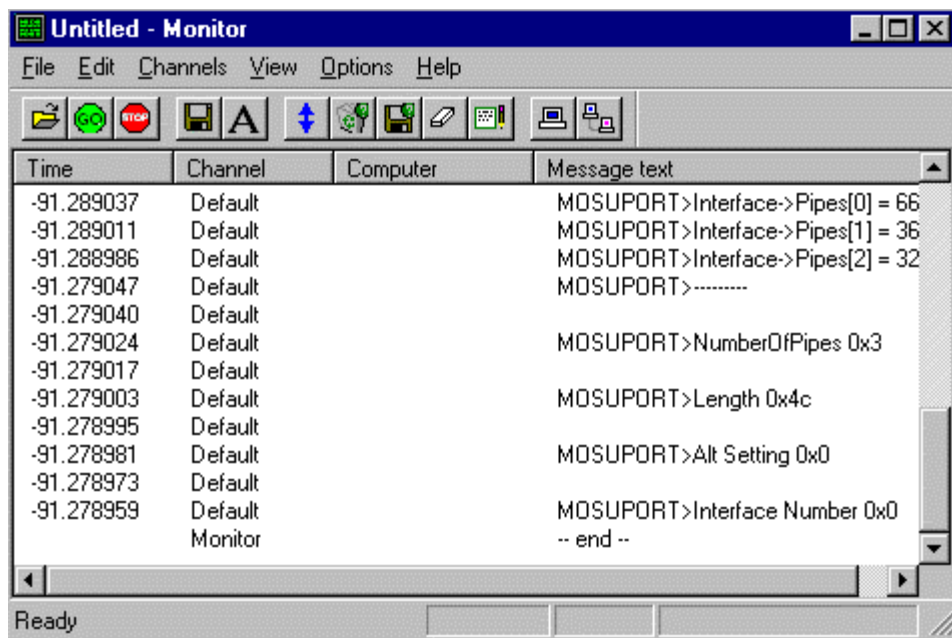 Untitled - Monitor
File Edit Channels View Options Help
GO STOP A
Time Channel Computer Message text
-91.289037 Default MOSUPORT>Interface->Pipes[0] = 66
-91.289011 Default MOSUPORT>Interface->Pipes[1] = 36
-91.288986 Default MOSUPORT>Interface->Pipes[2] = 32
-91.279047 Default MOSUPORT>---------
-91.279040 Default
-91.279024 Default MOSUPORT>NumberOfPipes 0x3
-91.279017 Default
-91.279003 Default MOSUPORT>Length 0x4c
-91.278995 Default
-91.278981 Default MOSUPORT>Alt Setting 0x0
-91.278973 Default
-91.278959 Default MOSUPORT>Interface Number 0x0
Monitor -- end --
Ready